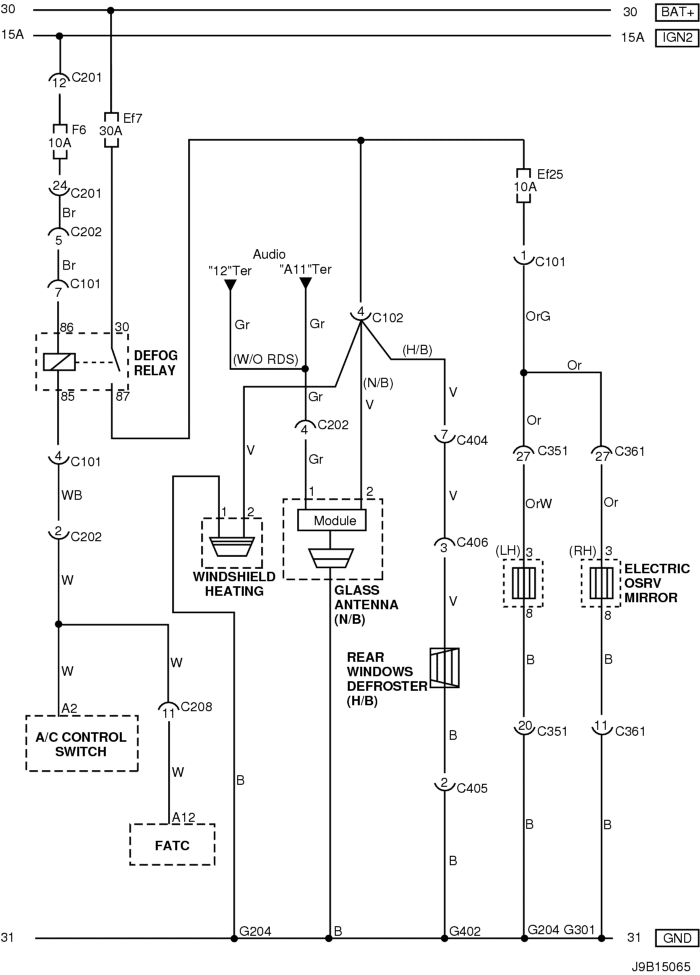 30
30 BAT+
15A
15A IGN2
12 C201
F6
10A
Ef7
30A
24 C201
Br
5 C202
Br
7 C101
Ef25
10A
1 C101
Audio
"12"Ter "A11"Ter
Gr Gr
4 C102
OrG
86 30
DEFOG
RELAY
85 87
(W/O RDS)
(H/B)
(N/B)
Or
Gr
V
V
V
Or
4 C202
7 C404
27 C351
27 C361
4 C101
Gr
WB
V
OrW
Or
1 2
1 2
Module
2 C202
3 C406
(LH) 3
(RH) 3
ELECTRIC
OSRV
MIRROR
8
8
W
WINDSHIELD
HEATING
GLASS
ANTENNA
(N/B)
V
REAR
WINDOWS
DEFROSTER
(H/B)
W
W
B
B
A2
11 C208
20 C351
11 C361
A/C CONTROL
SWITCH
B
W
B
2 C405
A12
FATC
B
B
B
31
G204
B
G402
G204 G301
31 GND
J9B15065